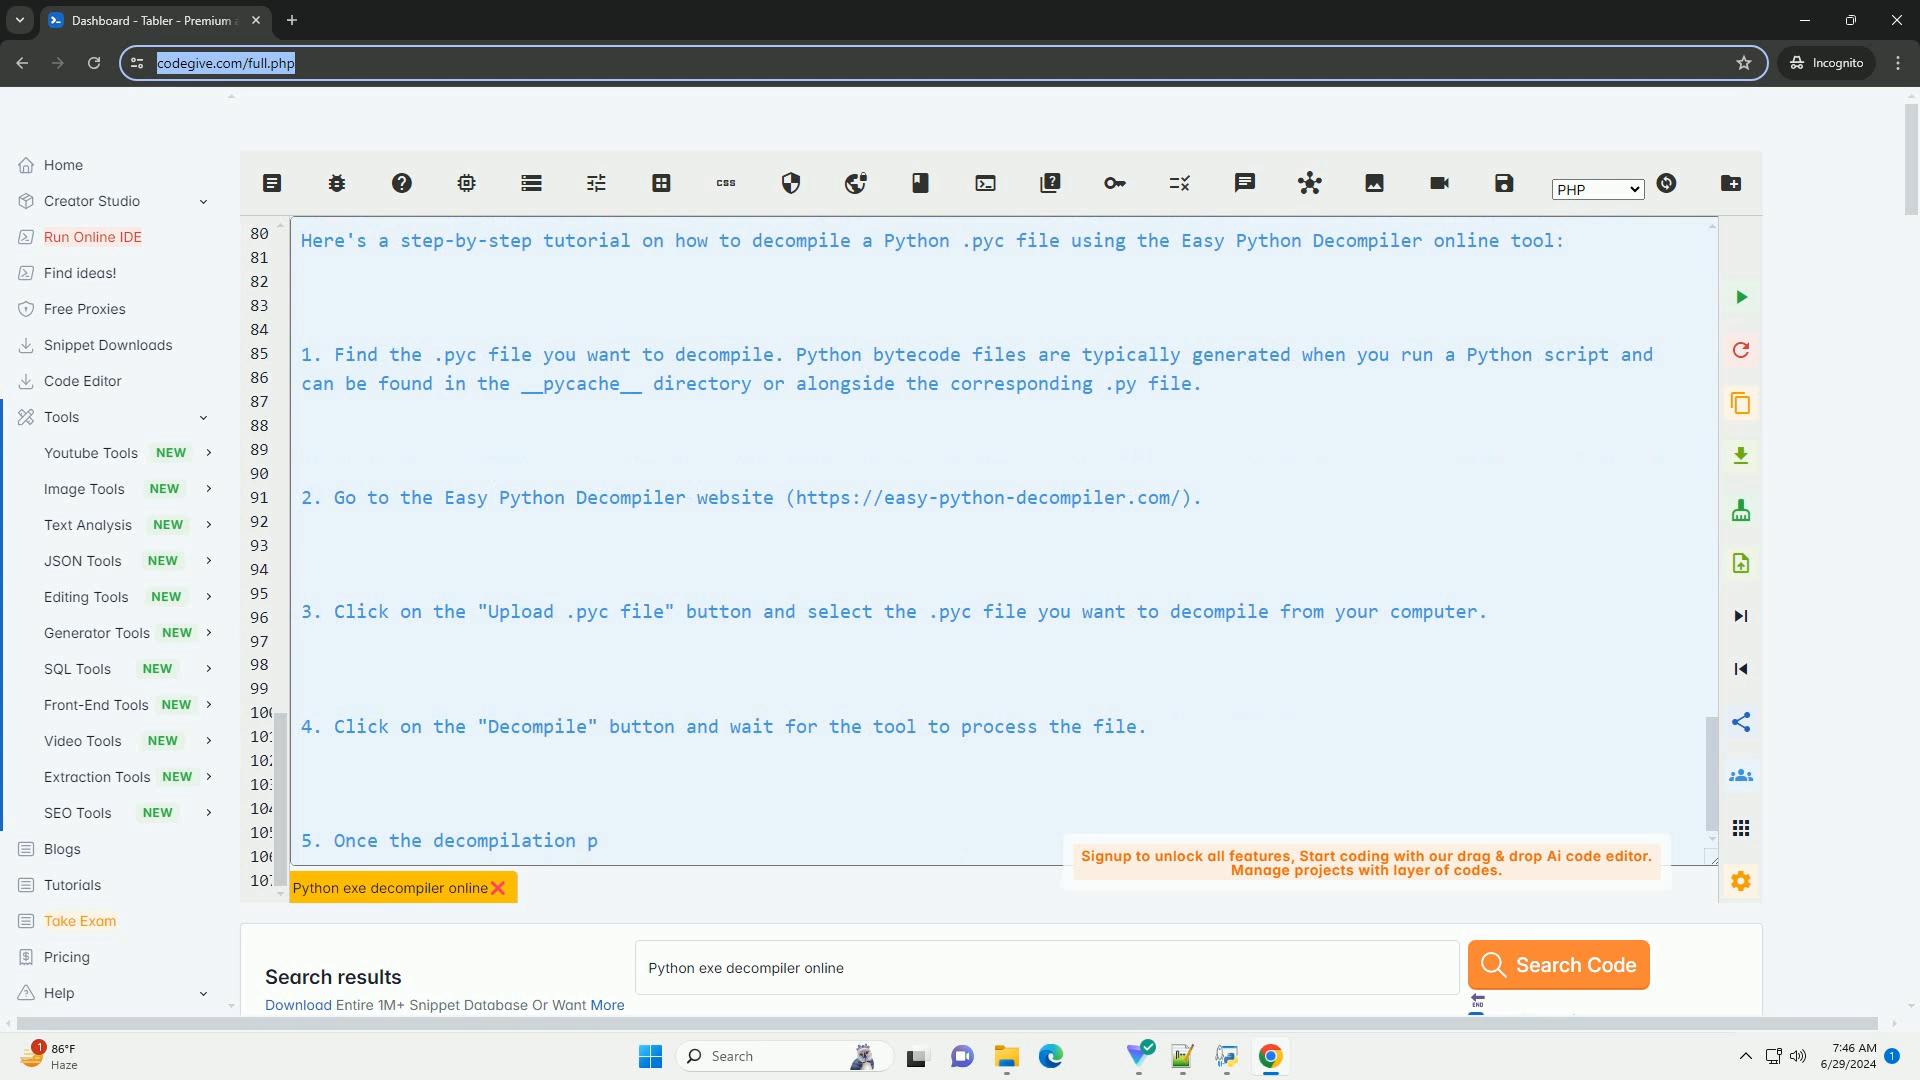 Dashboard - Tabler - Premium
codegive.com/full.php
Incognito
Home
Creator Studio
Run Online IDE
Find ideas!
Free Proxies
Snippet Downloads
Code Editor
Tools
Youtube Tools NEW
Image Tools NEW
Text Analysis NEW
JSON Tools NEW
Editing Tools NEW
Generator Tools NEW
SQL Tools NEW
Front-End Tools NEW
Video Tools NEW
Extraction Tools NEW
SEO Tools NEW
Blogs
Tutorials
Take Exam
Pricing
Help
css
PHP
80
81
82
83
84
85
86
87
88
89
90
91
92
93
94
95
96
97
98
99
Here's a step-by-step tutorial on how to decompile a Python .pyc file using the Easy Python Decompiler online tool:
1. Find the .pyc file you want to decompile. Python bytecode files are typically generated when you run a Python script and
can be found in the __pycache__ directory or alongside the corresponding .py file.
2. Go to the Easy Python Decompiler website (https://easy-python-decompiler.com/).
3. Click on the "Upload .pyc file" button and select the .pyc file you want to decompile from your computer.
4. Click on the "Decompile" button and wait for the tool to process the file.
5. Once the decompilation p
Signup to unlock all features, Start coding with our drag & drop Ai code editor.
Manage projects with layer of codes.
Python exe decompiler online
Search results
Download Entire 1M+ Snippet Database Or Want More
Python exe decompiler online
Search Code
END
1
86°F
Haze
Search
7:46 AM
6/29/2024
1